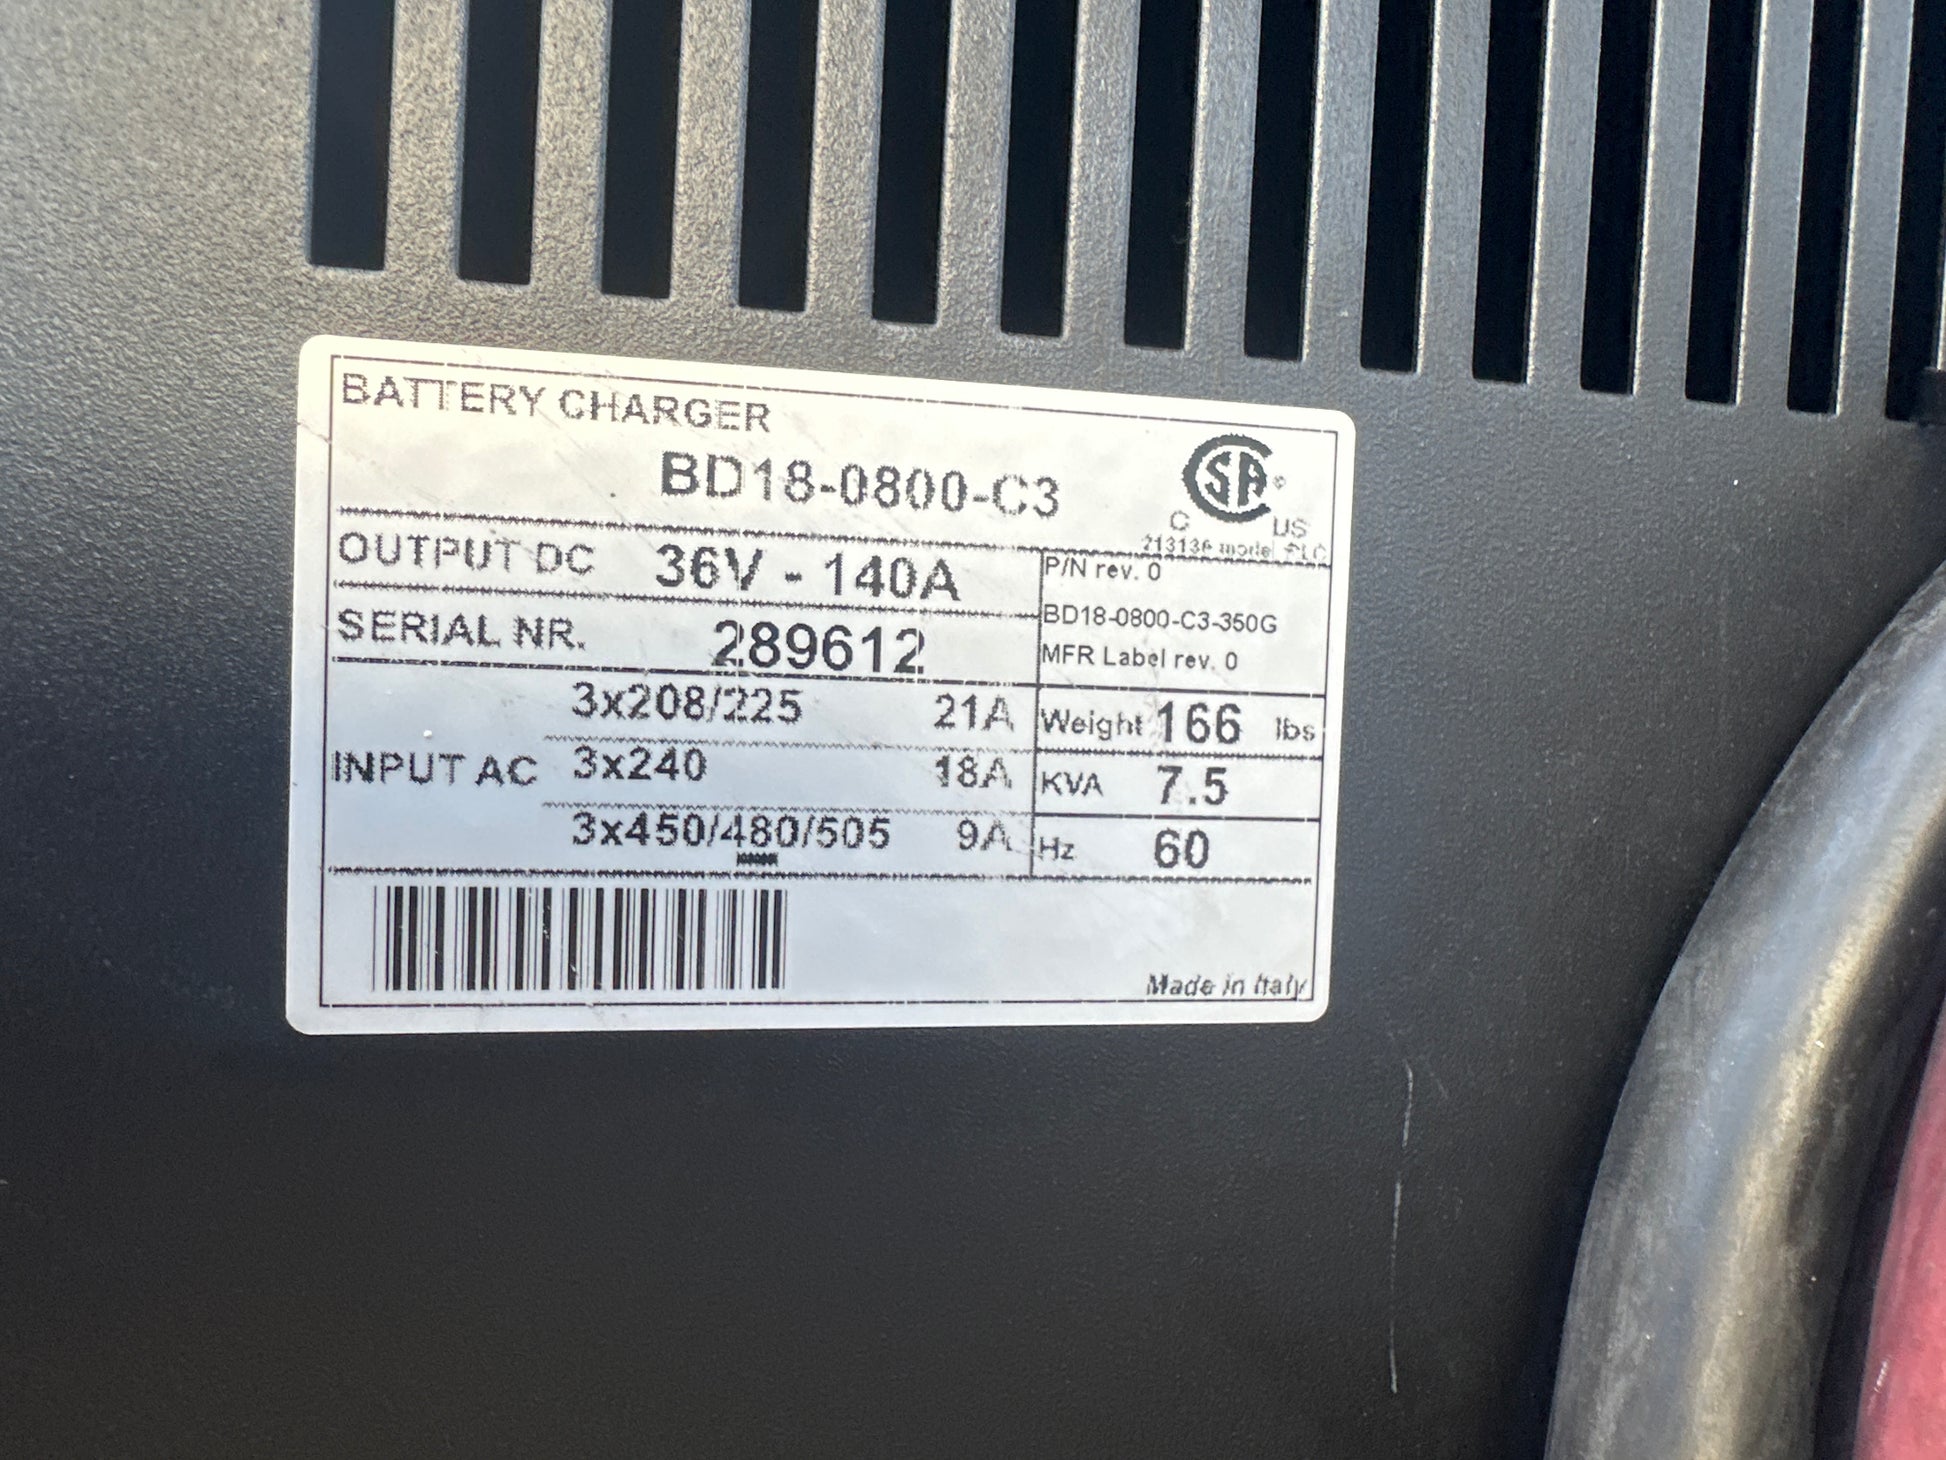 BATTERY CHARGER
BD18-0800-C3
CSA
C US
OUTPUT DC 36V - 140A
P/N rev. 0
BD18-0800-C3-350G
SERIAL NR. 289612
MFR Label rev. 0
INPUT AC
3x208/225 21A
Weight 166 lbs
3x240 18A
KVA 7.5
3x450/480/505 9A
Hz 60
Made in Italy